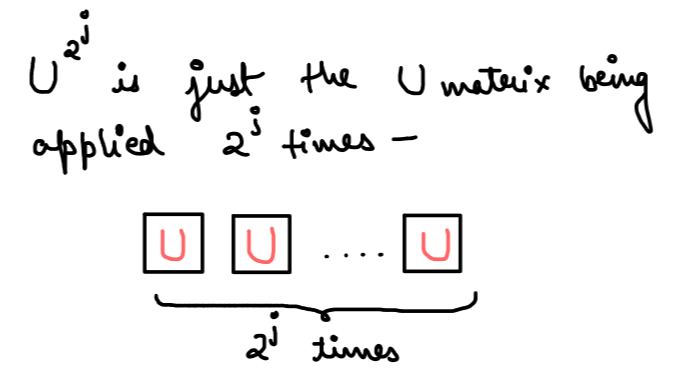 U^{2^j} is just the U matrix being
applied 2^j times –
U U .... U
2^j times